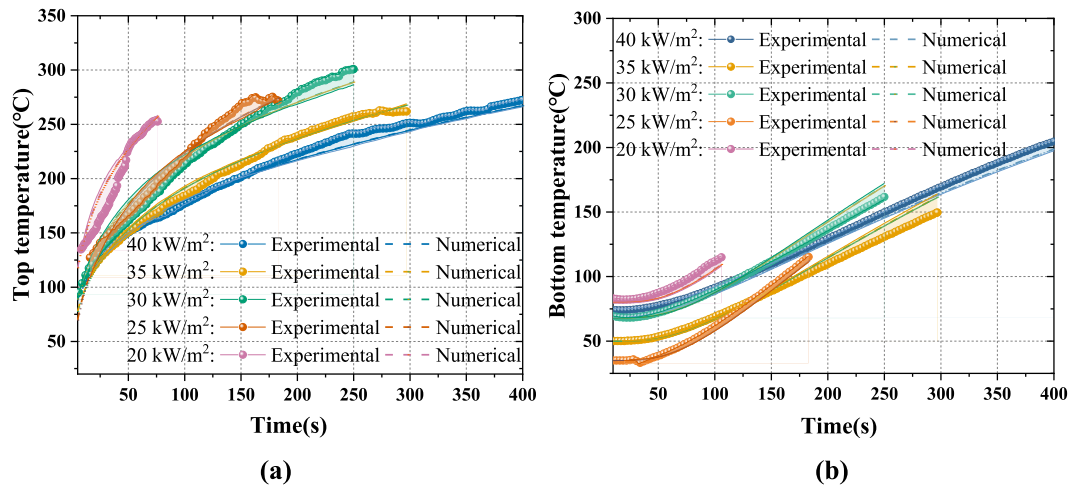 350
300
250
200
150
100
50
50 100 150 200 250 300 350 400
Top temperature(℃)
Time(s)
40 kW/m²: Experimental Numerical
35 kW/m²: Experimental Numerical
30 kW/m²: Experimental Numerical
25 kW/m²: Experimental Numerical
20 kW/m²: Experimental Numerical
(a)
300
250
200
150
100
50
50 100 150 200 250 300 350 400
Bottom temperature(℃)
Time(s)
40 kW/m²: Experimental Numerical
35 kW/m²: Experimental Numerical
30 kW/m²: Experimental Numerical
25 kW/m²: Experimental Numerical
20 kW/m²: Experimental Numerical
(b)